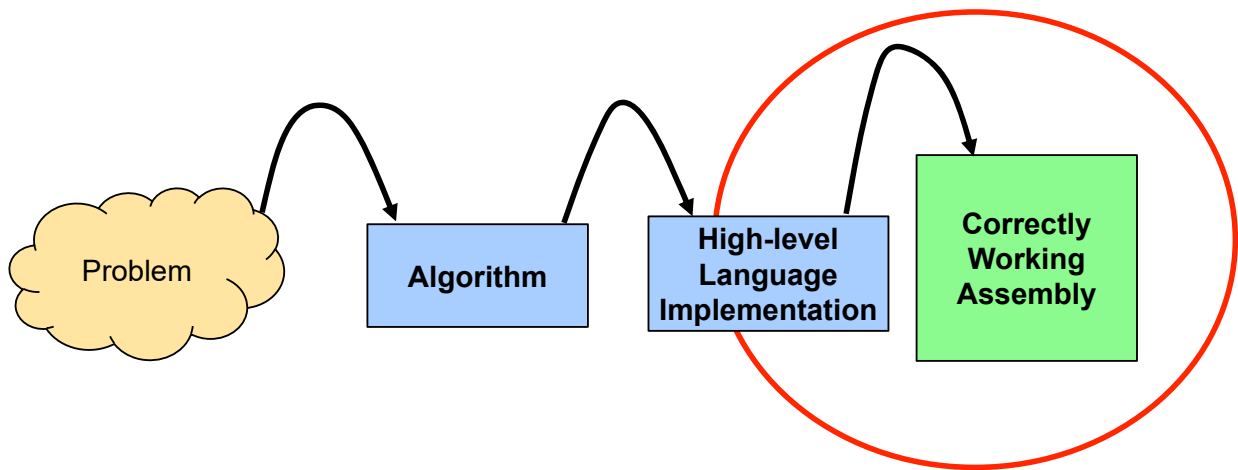 Problem
Algorithm
High-level
Language
Implementation
Correctly
Working
Assembly